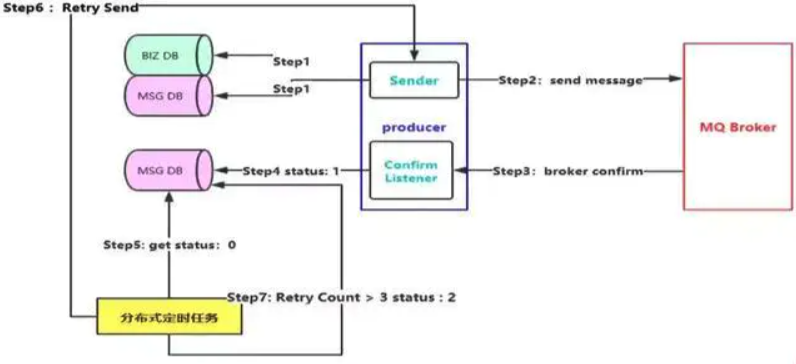 Step6 : Retry Send
BIZ DB
Step1
MSG DB
Step1
Sender
Step2: send message
producer
MQ Broker
MSG DB
Step4 status: 1
Confirm
Listener
Step3: broker confirm
Step5: get status: 0
Step7: Retry Count > 3 status : 2
分布式定时任务